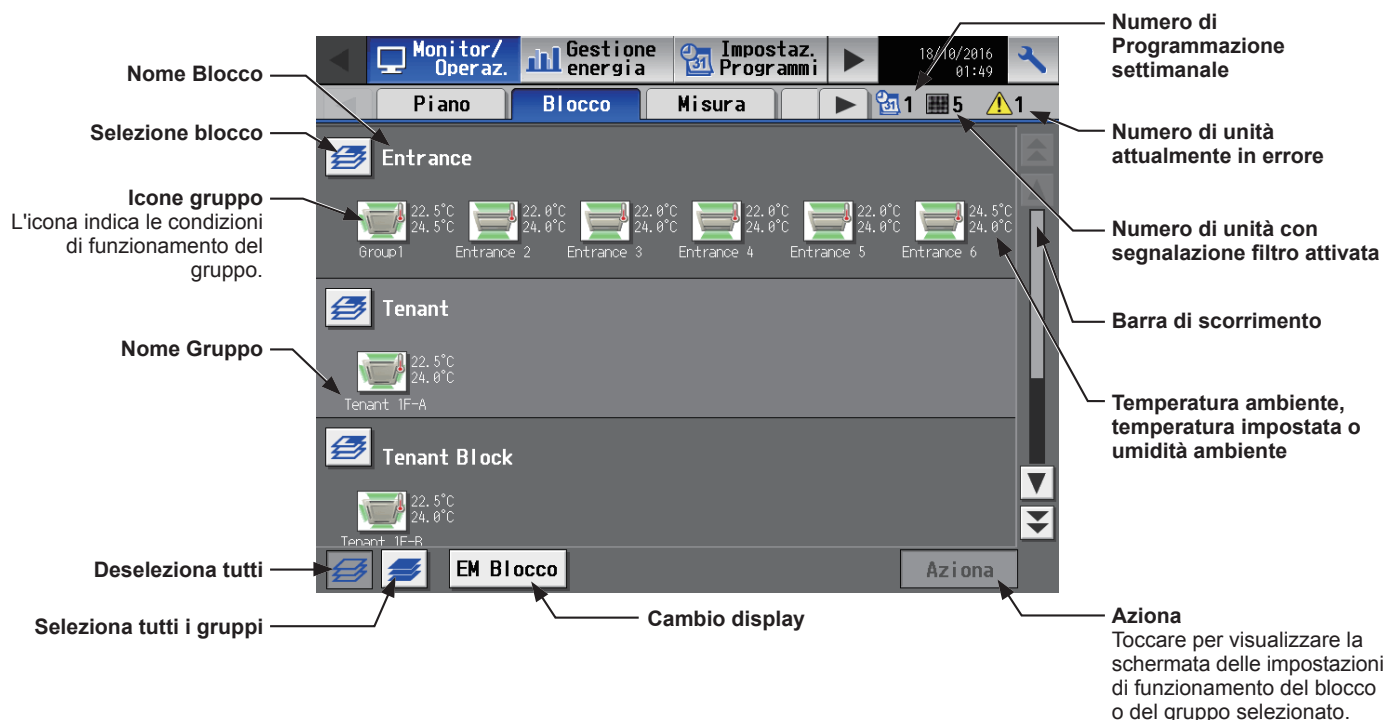 Numero di
Programmazione
settimanale
Monitor/
Operaz.
Gestione
energia
Impostaz.
Programmi
18/10/2016
01:49
Nome Blocco
Piano
Blocco
Misura
1
5
1
Selezione blocco
Entrance
Numero di unità
attualmente in errore
Icone gruppo
L'icona indica le condizioni
di funzionamento del
gruppo.
22.5°C
24.5°C
22.0°C
24.0°C
22.0°C
24.0°C
22.0°C
24.0°C
22.0°C
24.0°C
24.5°C
24.0°C
Group1
Entrance 2
Entrance 3
Entrance 4
Entrance 5
Entrance 6
Numero di unità con
segnalazione filtro attivata
Tenant
Barra di scorrimento
Nome Gruppo
22.5°C
24.0°C
Tenant 1F-A
Temperatura ambiente,
temperatura impostata o
umidità ambiente
Tenant Block
22.5°C
24.0°C
Tenant 1F-B
Deseleziona tutti
EM Blocco
Aziona
Seleziona tutti i gruppi
Cambio display
Aziona
Toccare per visualizzare la
schermata delle impostazioni
di funzionamento del blocco
o del gruppo selezionato.